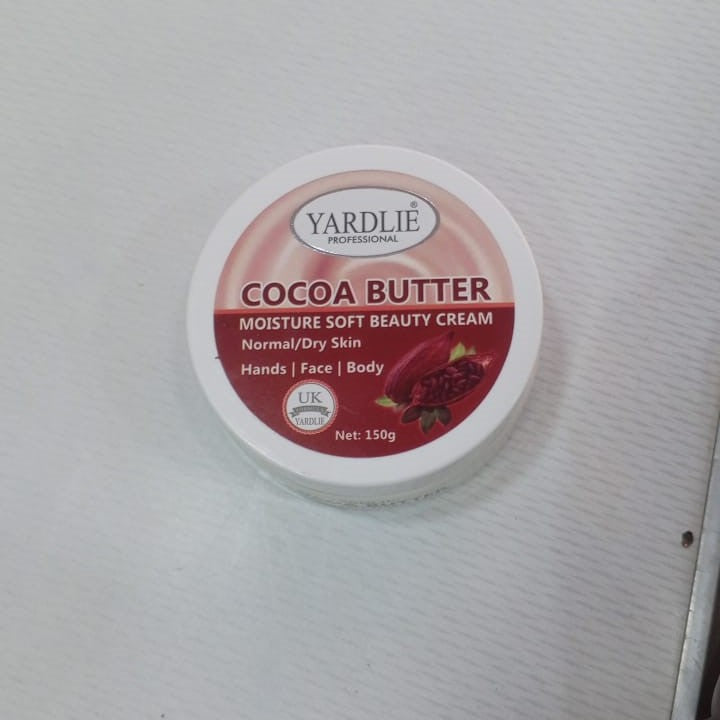 YARDLIE®
PROFESSIONAL
COCOA BUTTER
MOISTURE SOFT BEAUTY CREAM
Normal/Dry Skin
Hands | Face | Body
UK
YARDLIE
Net: 150g